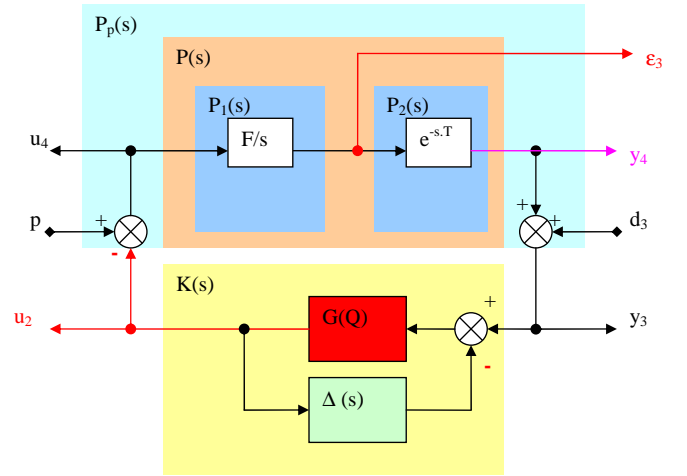 Pₚ(s)
P(s)
ε₃
P₁(s)
P₂(s)
u₄
F/s
e⁻ˢ·ᵀ
y₄
p
+
-
+
+
d₃
K(s)
u₂
G(Q)
+
-
y₃
Δ (s)